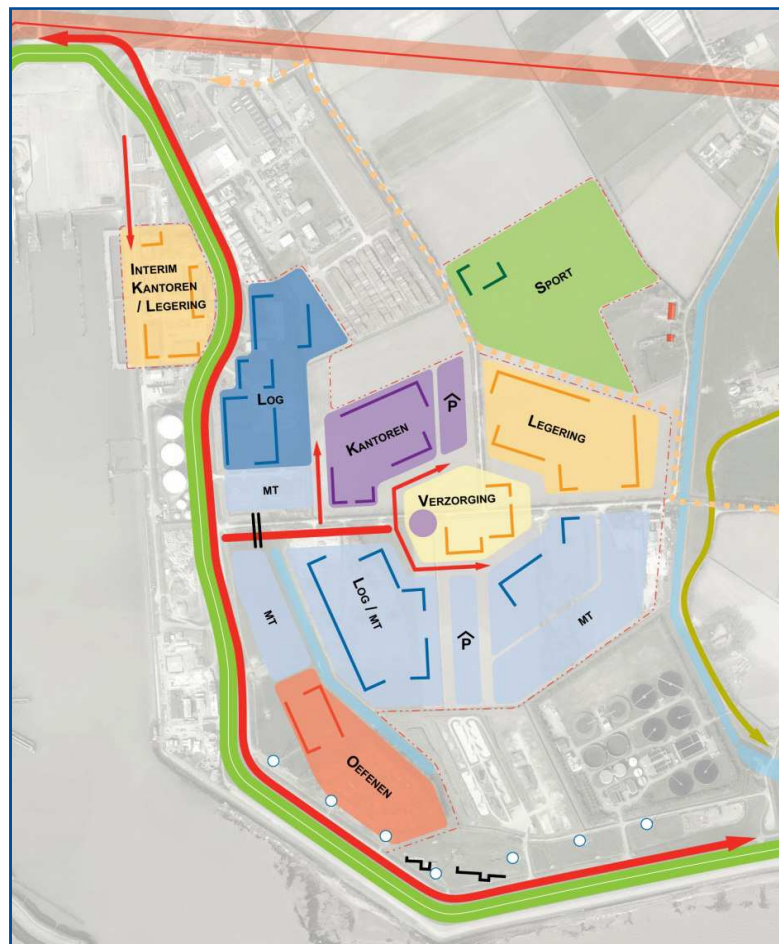 INTERIM
KANTOREN
/ LEGERING
SPORT
LOG
KANTOREN
P
LEGERING
MT
VERZORGING
LOG / MT
MT
P
MT
OEFENEN